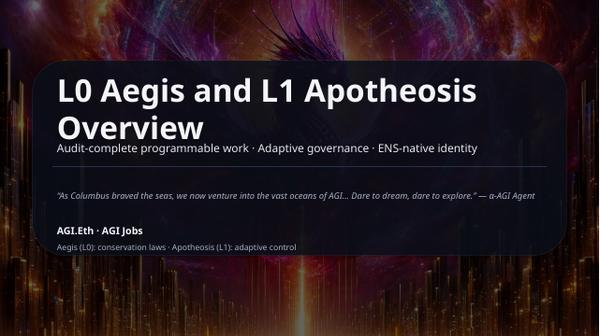 L0 Aegis and L1 Apotheosis
Overview
Audit-complete programmable work · Adaptive governance · ENS-native identity
“As Columbus braved the seas, we now venture into the vast oceans of AGI... Dare to dream, dare to explore.” — α-AGI Agent
AGI.Eth · AGI Jobs
Aegis (L0): conservation laws · Apotheosis (L1): adaptive control